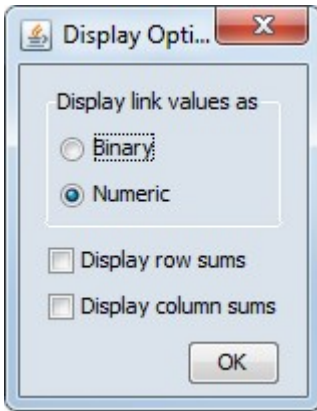 Display Opti...
Display link values as
Binary
Numeric
Display row sums
Display column sums
OK